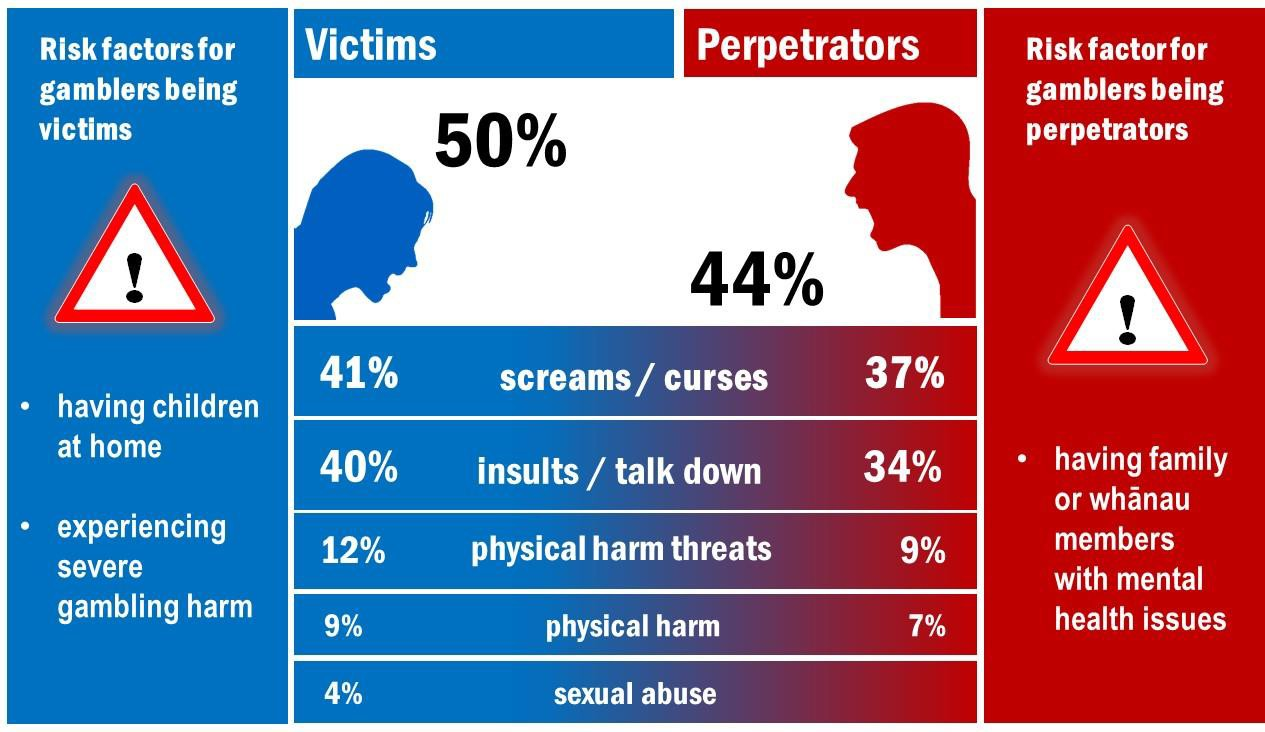 Risk factors for
gamblers being
victims
!
• having children
at home
• experiencing
severe
gambling harm
Victims
Perpetrators
50%
44%
41% screams / curses 37%
40% insults / talk down 34%
12% physical harm threats 9%
9% physical harm 7%
4% sexual abuse
Risk factor for
gamblers being
perpetrators
!
• having family
or whānau
members
with mental
health issues